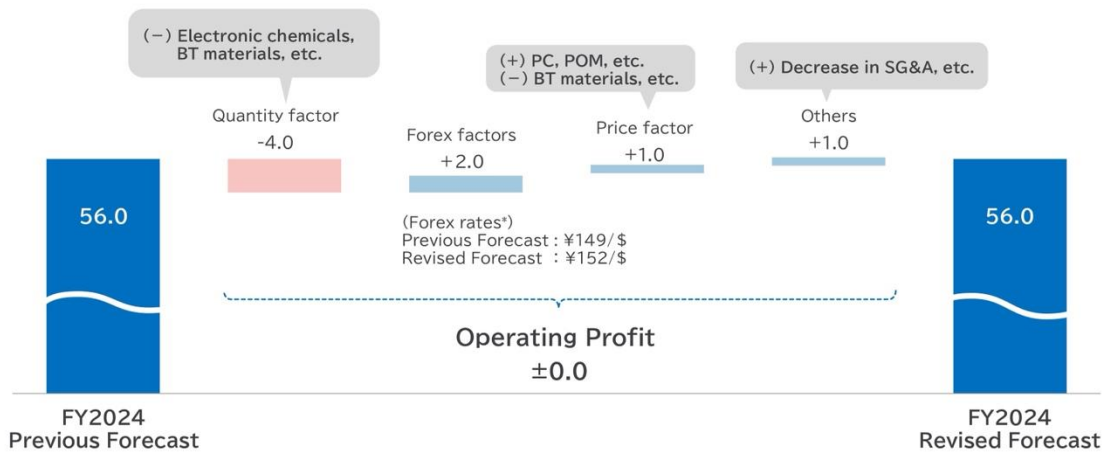 (−) Electronic chemicals,
BT materials, etc.
(+) PC, POM, etc.
(−) BT materials, etc.
(+) Decrease in SG&A, etc.
Quantity factor
-4.0
Forex factors
+2.0
Price factor
+1.0
Others
+1.0
56.0
56.0
(Forex rates*)
Previous Forecast : ¥149/$
Revised Forecast : ¥152/$
Operating Profit
±0.0
FY2024
Previous Forecast
FY2024
Revised Forecast